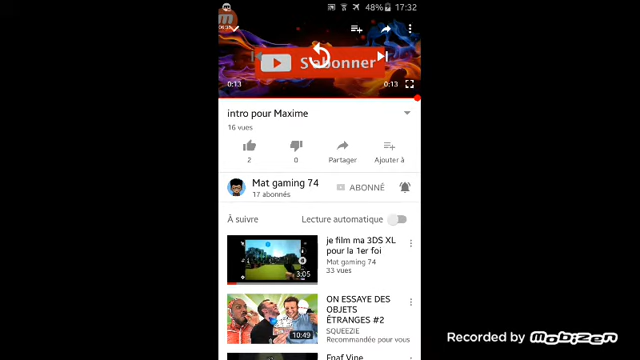 48% 17:32
S'abonner
0:13
0:13
intro pour Maxime
16 vues
2
0
Partager
Ajouter à
Mat gaming 74
ABONNÉ
17 abonnés
À suivre
Lecture automatique
je film ma 3DS XL
pour la 1er foi
Mat gaming 74
33 vues
3:05
ON ESSAYE DES
OBJETS
ÉTRANGES #2
SQUEEZIE
Recommandée pour vous
10:49
Fnaf Vine
Recorded by mobizen